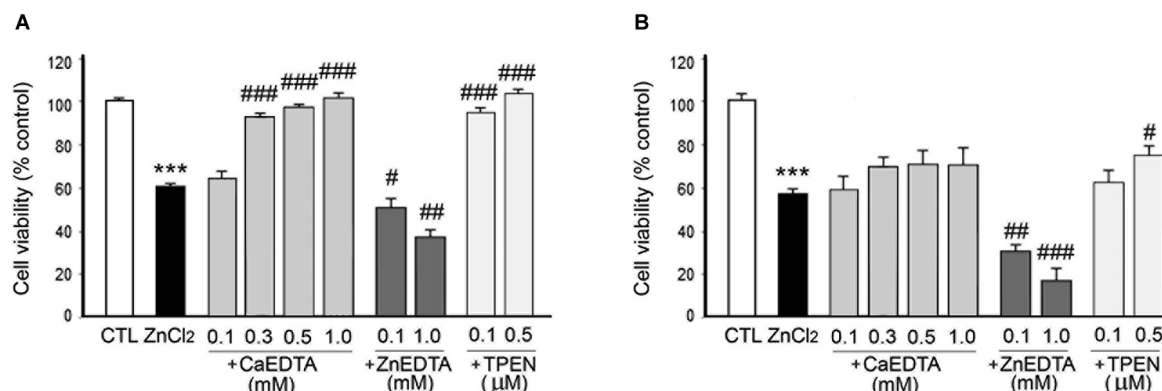 A
Cell viability (% control)
120
100
80
60
40
20
0
***
###
###
###
#
##
###
###
CTL ZnCl₂ 0.1 0.3 0.5 1.0 0.1 1.0 0.1 0.5
+CaEDTA +ZnEDTA +TPEN
(mM) (mM) (μM)
B
Cell viability (% control)
120
100
80
60
40
20
0
***
##
###
#
CTL ZnCl₂ 0.1 0.3 0.5 1.0 0.1 1.0 0.1 0.5
+CaEDTA +ZnEDTA +TPEN
(mM) (mM) (μM)